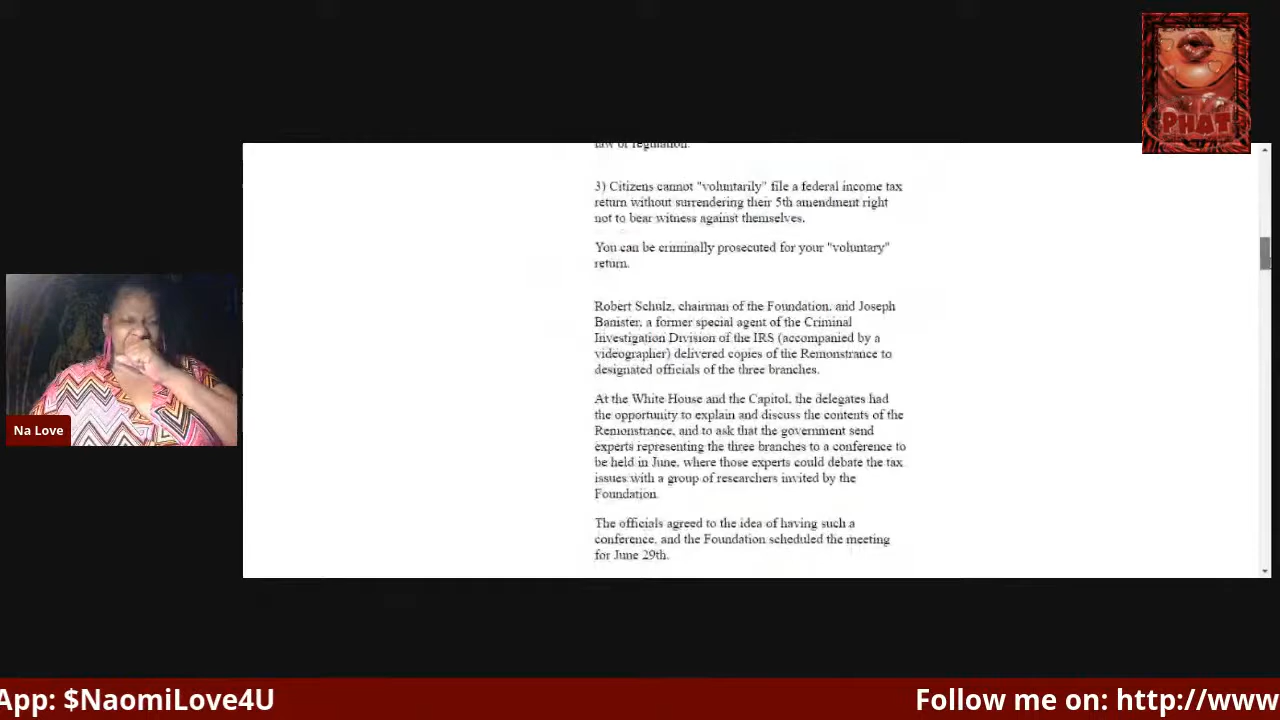 PHAT
law or regulation.
3) Citizens cannot "voluntarily" file a federal income tax
return without surrendering their 5th amendment right
not to bear witness against themselves.
You can be criminally prosecuted for your "voluntary"
return.
Robert Schulz, chairman of the Foundation, and Joseph
Banister, a former special agent of the Criminal
Investigation Division of the IRS (accompanied by a
videographer) delivered copies of the Remonstrance to
designated officials of the three branches.
At the White House and the Capitol, the delegates had
the opportunity to explain and discuss the contents of the
Remonstrance, and to ask that the government send
experts representing the three branches to a conference to
be held in June, where those experts could debate the tax
issues with a group of researchers invited by the
Foundation.
The officials agreed to the idea of having such a
conference, and the Foundation scheduled the meeting
for June 29th.
Na Love
App: $NaomiLove4U
Follow me on: http://www